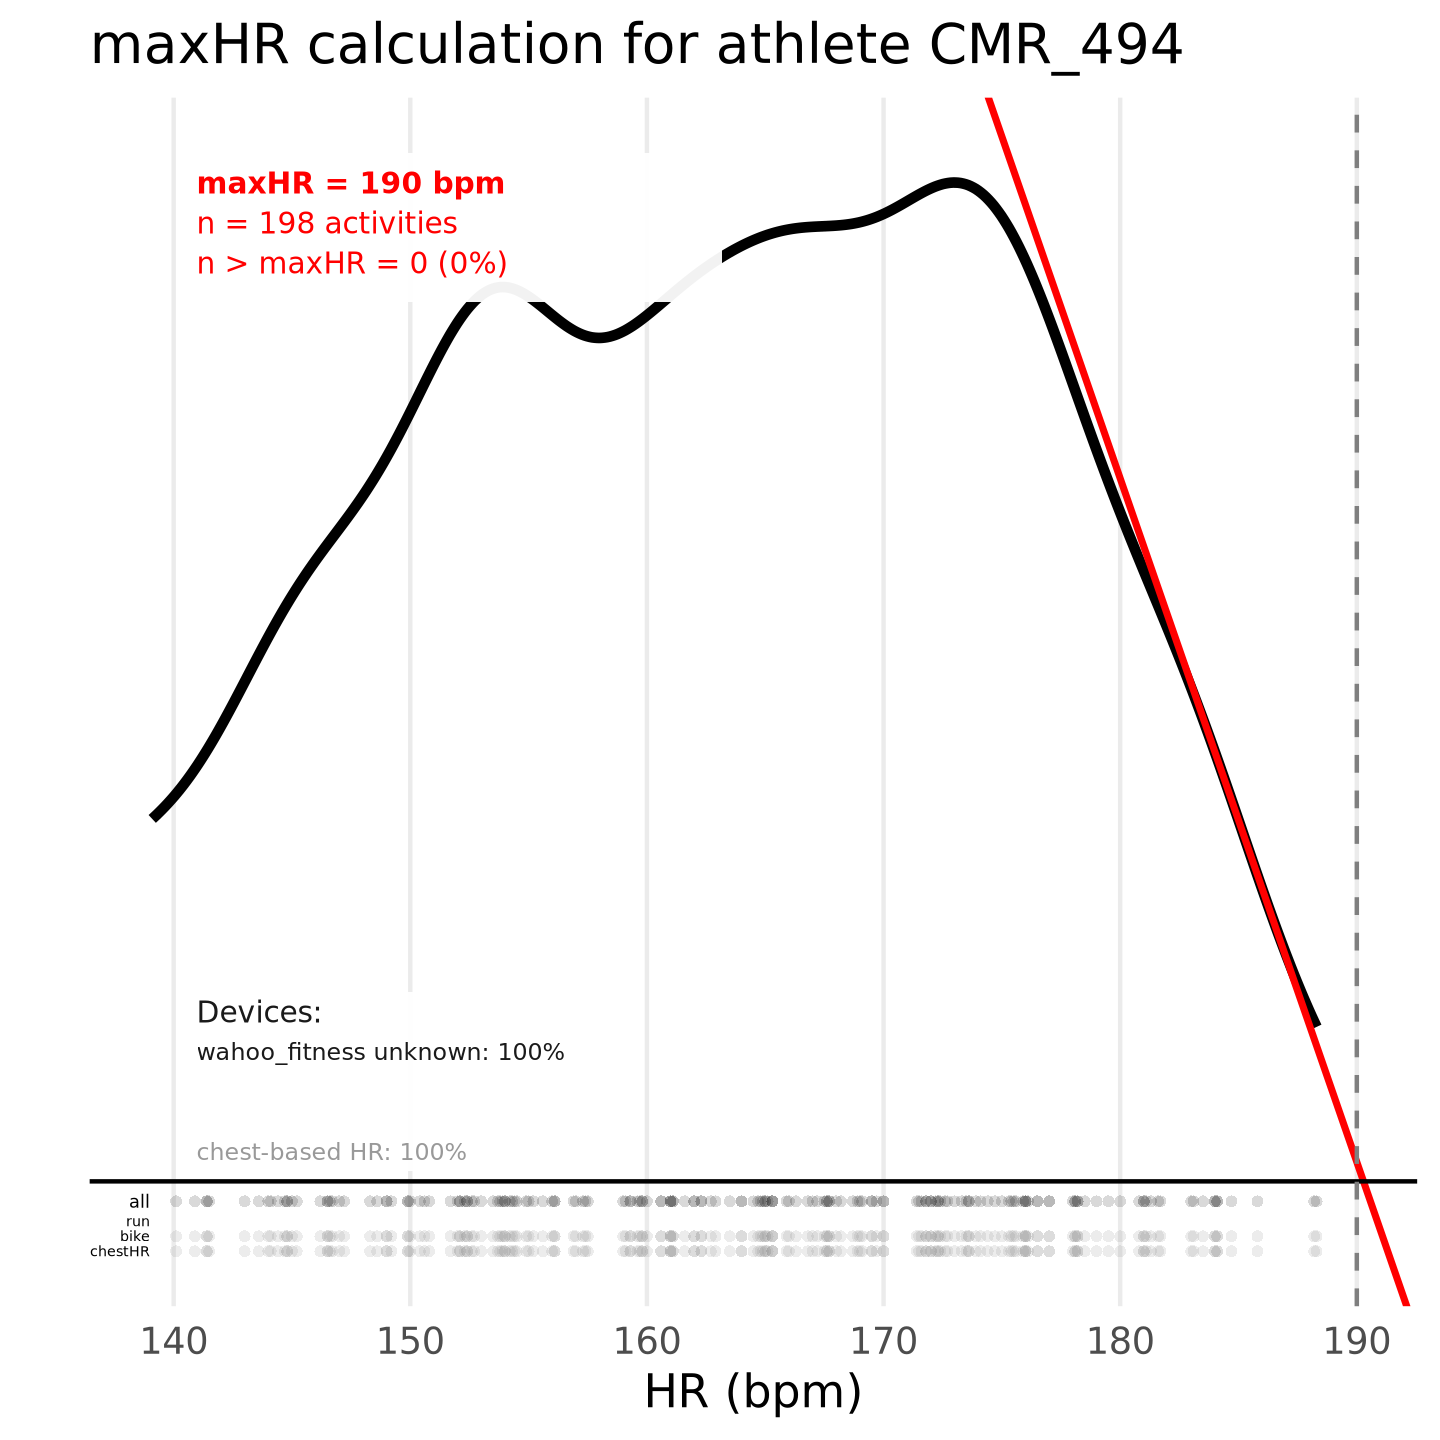 maxHR calculation for athlete CMR_494
maxHR = 190 bpm
n = 198 activities
n > maxHR = 0 (0%)
Devices:
wahoo_fitness unknown: 100%
chest-based HR: 100%
all
run
bike
chestHR
140 150 160 170 180 190
HR (bpm)